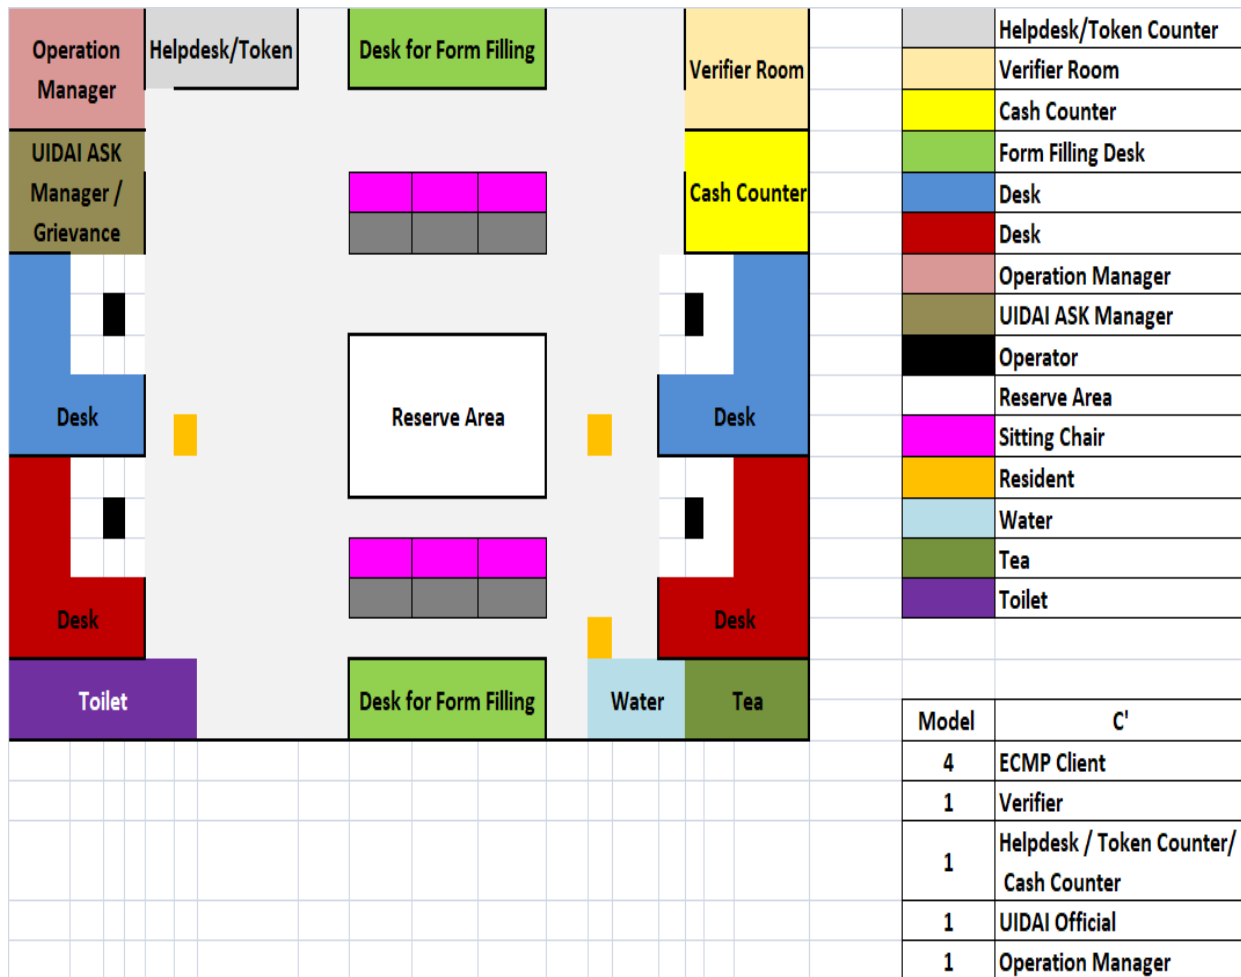 Operation
Manager
Helpdesk/Token
Desk for Form Filling
Verifier Room
UIDAI ASK
Manager /
Grievance
Cash Counter
Desk
Reserve Area
Desk
Desk
Desk
Toilet
Desk for Form Filling
Water
Tea
Helpdesk/Token Counter
Verifier Room
Cash Counter
Form Filling Desk
Desk
Desk
Operation Manager
UIDAI ASK Manager
Operator
Reserve Area
Sitting Chair
Resident
Water
Tea
Toilet
Model C'
4 ECMP Client
1 Verifier
1 Helpdesk / Token Counter/
Cash Counter
1 UIDAI Official
1 Operation Manager